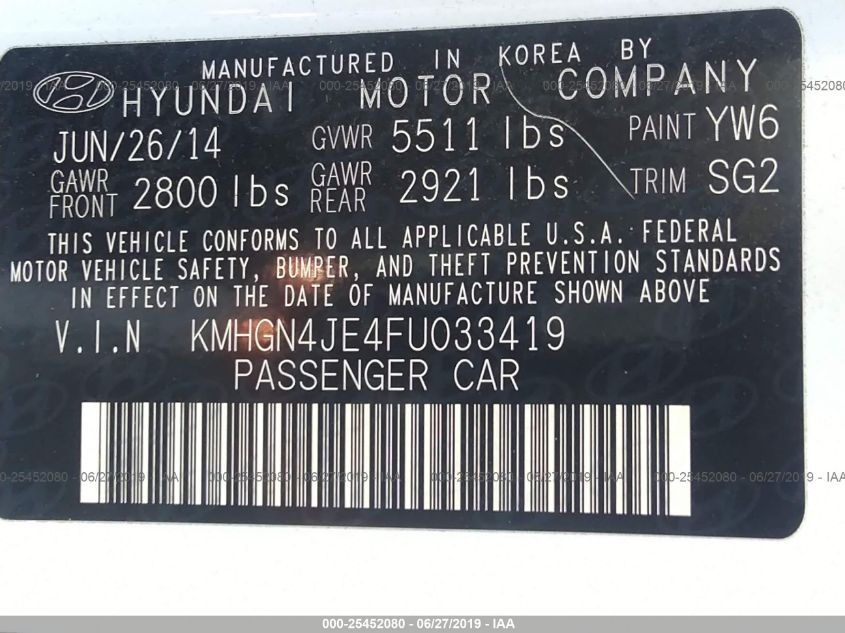 MANUFACTURED IN KOREA BY
HYUNDAI MOTOR COMPANY
JUN/26/14 GVWR 5511 lbs PAINT YW6
GAWR FRONT 2800 lbs GAWR REAR 2921 lbs TRIM SG2
THIS VEHICLE CONFORMS TO ALL APPLICABLE U.S.A. FEDERAL
MOTOR VEHICLE SAFETY, BUMPER, AND THEFT PREVENTION STANDARDS
IN EFFECT ON THE DATE OF MANUFACTURE SHOWN ABOVE
V.I.N KMHGN4JE4FU033419
PASSENGER CAR
000-25452080 - 06/27/2019 - IAA